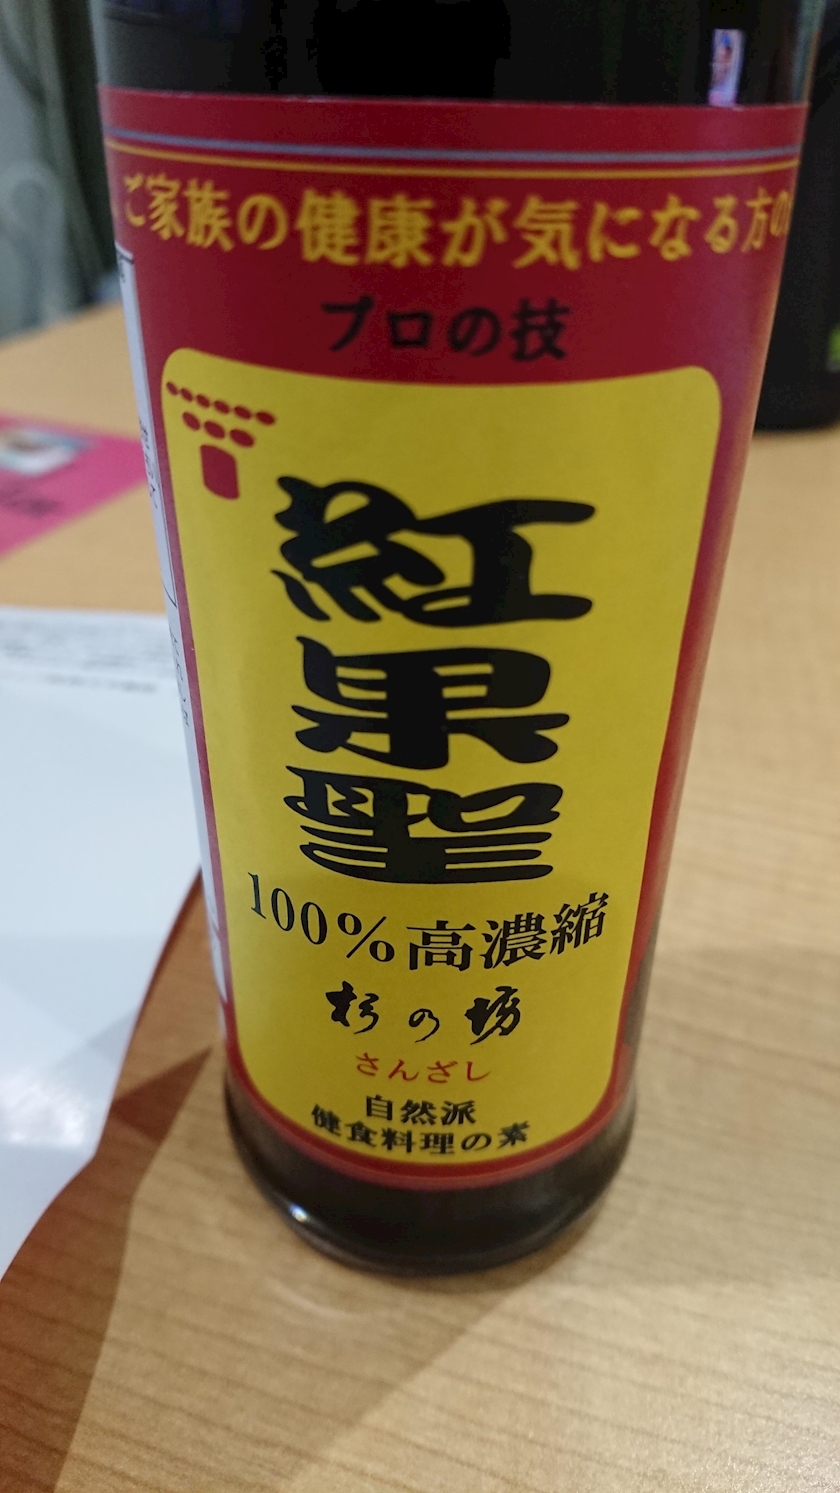 ご家族の健康が気になる方の
プロの技
紅果聖
100%高濃縮
杉の坊
さんざし
自然派
健食料理の素